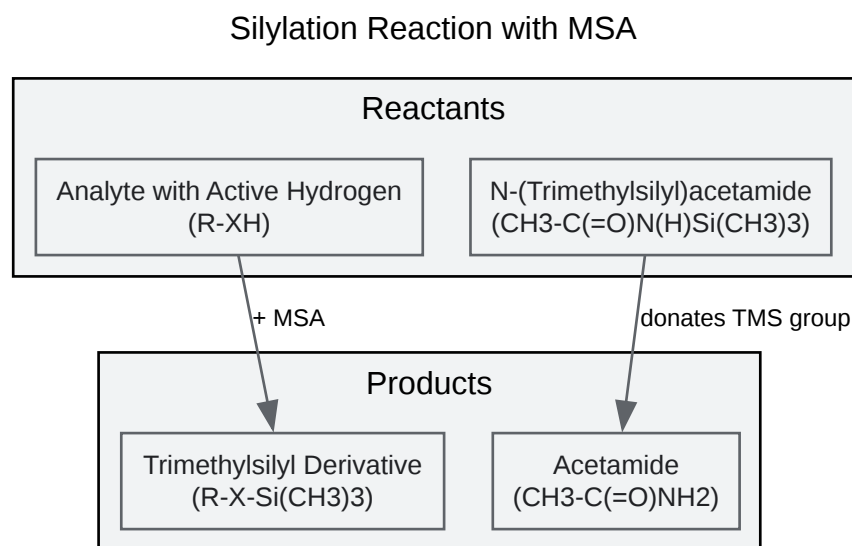 Silylation Reaction with MSA
Reactants
Analyte with Active Hydrogen
(R-XH)
N-(Trimethylsilyl)acetamide
(CH3-C(=O)N(H)Si(CH3)3)
+ MSA
donates TMS group
Products
Trimethylsilyl Derivative
(R-X-Si(CH3)3)
Acetamide
(CH3-C(=O)NH2)